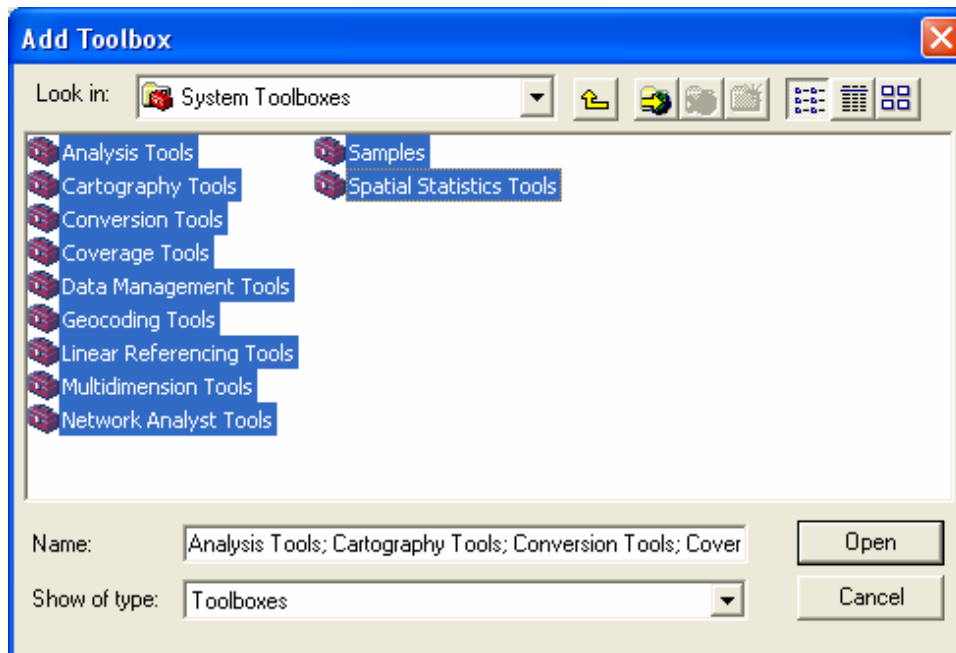 Add Toolbox
Look in: System Toolboxes
Analysis Tools
Cartography Tools
Conversion Tools
Coverage Tools
Data Management Tools
Geocoding Tools
Linear Referencing Tools
Multidimension Tools
Network Analyst Tools
Samples
Spatial Statistics Tools
Name: Analysis Tools; Cartography Tools; Conversion Tools; Cover
Open
Show of type: Toolboxes
Cancel